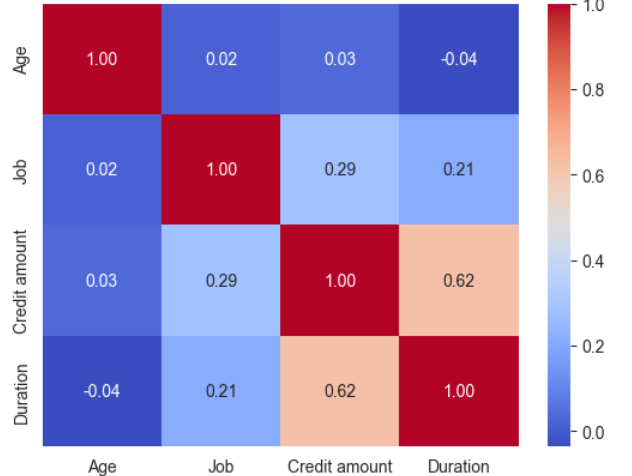 Age 1.00 0.02 0.03 -0.04
Job 0.02 1.00 0.29 0.21
Credit amount 0.03 0.29 1.00 0.62
Duration -0.04 0.21 0.62 1.00
Age Job Credit amount Duration
1.0
0.8
0.6
0.4
0.2
0.0